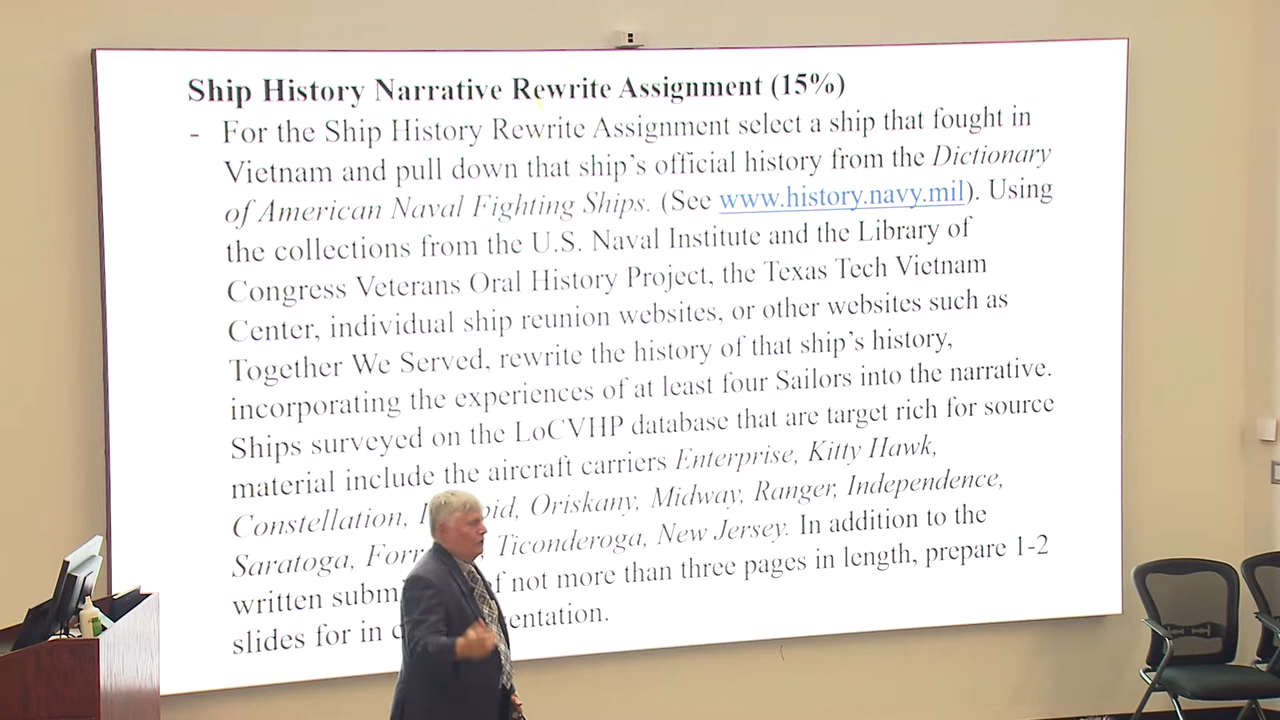 Ship History Narrative Rewrite Assignment (15%)
- For the Ship History Rewrite Assignment select a ship that fought in
Vietnam and pull down that ship's official history from the Dictionary
of American Naval Fighting Ships. (See www.history.navy.mil). Using
the collections from the U.S. Naval Institute and the Library of
Congress Veterans Oral History Project, the Texas Tech Vietnam
Center, individual ship reunion websites, or other websites such as
Together We Served, rewrite the history of that ship's history,
incorporating the experiences of at least four Sailors into the narrative.
Ships surveyed on the LoCVHP database that are target rich for source
material include the aircraft carriers Enterprise, Kitty Hawk,
Constellation, Oriskany, Midway, Ranger, Independence,
Saratoga, Ticonderoga, New Jersey. In addition to the
written of not more than three pages in length, prepare 1-2
slides for in